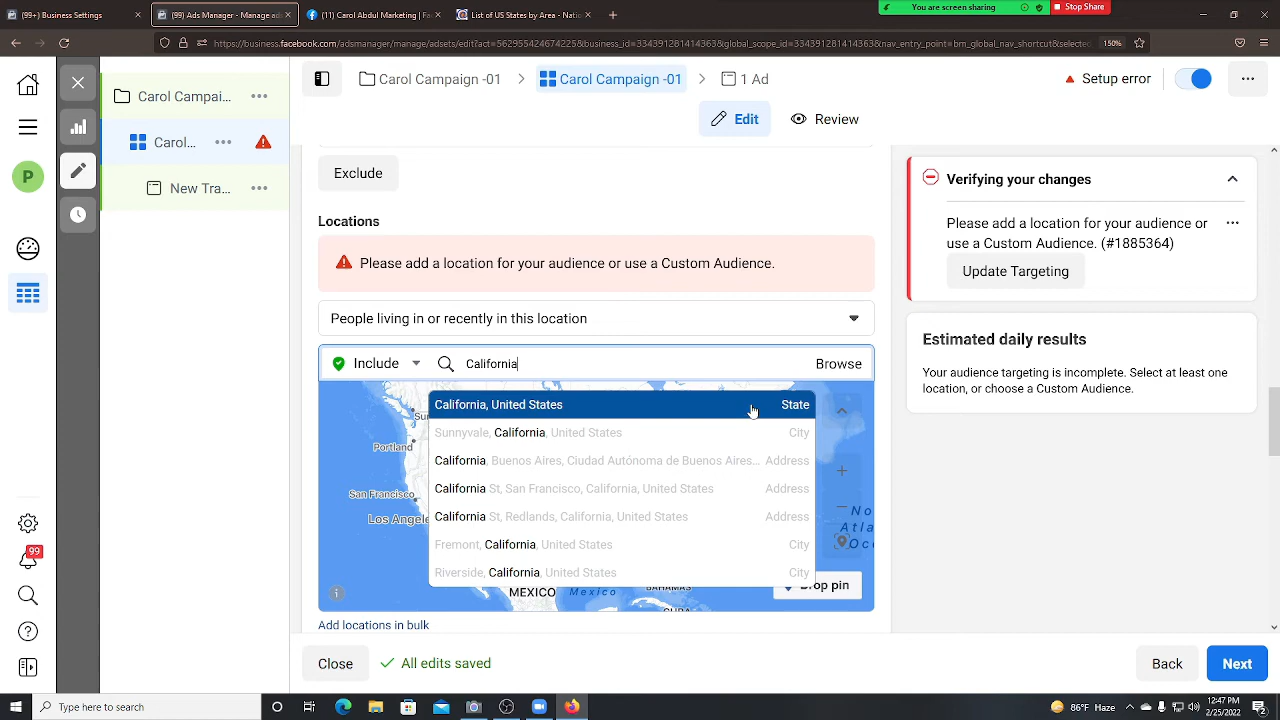 (99) Business Setting
(99) Ads Manager - Manage ad
(11) Marketing | Fac
List of US States by
You are screen sharing
Stop Share
150%
Carol Campaign -01
Carol Campaign -01
1 Ad
Setup error
Edit
Review
Carol Campai...
Carol...
New Tra...
P
99
Exclude
Locations
Please add a location for your audience or use a Custom Audience.
People living in or recently in this location
Include
California
Browse
California, United States State
Sunnyvale, California, United States City
California, Buenos Aires, Ciudad Autónoma de Buenos Aires... Address
California St, San Francisco, California, United States Address
California St, Redlands, California, United States Address
Fremont, California, United States City
Riverside, California, United States City
Portland
San Francisco
Los Angele
MEXICO
Mexico
Drop pin
Add locations in bulk
Verifying your changes
Please add a location for your audience or
use a Custom Audience. (#1885364)
Update Targeting
Estimated daily results
Your audience targeting is incomplete. Select at least one
location, or choose a Custom Audience.
Close
All edits saved
Back
Next
Type here to search
86°F Haze
12:47 PM
2/25/2022